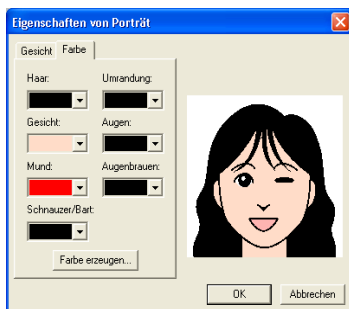 Eigenschaften von Porträt
Gesicht Farbe
Haar: Umrandung:
Gesicht: Augen:
Mund: Augenbrauen:
Schnauzer/Bart:
Farbe erzeugen...
OK Abbrechen